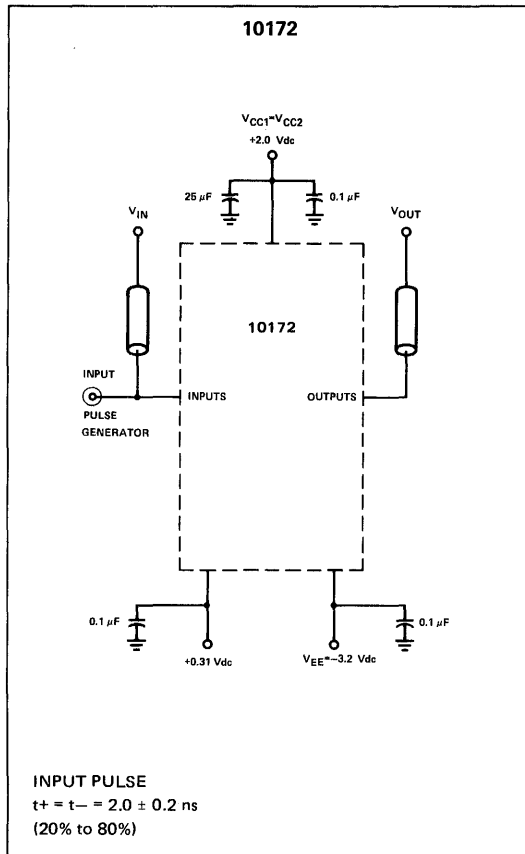 10172
VCC1=VCC2
+2.0 Vdc
25 μF
0.1 μF
VIN
VOUT
10172
INPUT
PULSE
GENERATOR
INPUTS
OUTPUTS
0.1 μF
+0.31 Vdc
VEE=−3.2 Vdc
0.1 μF
INPUT PULSE
t+ = t− = 2.0 ± 0.2 ns
(20% to 80%)